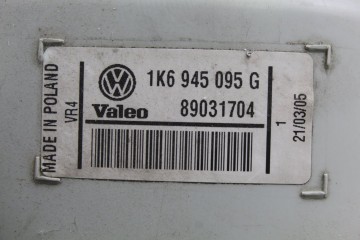 MADE IN POLAND
VR4
1K6 945 095 G
Valeo
89031704
1
21/03/05